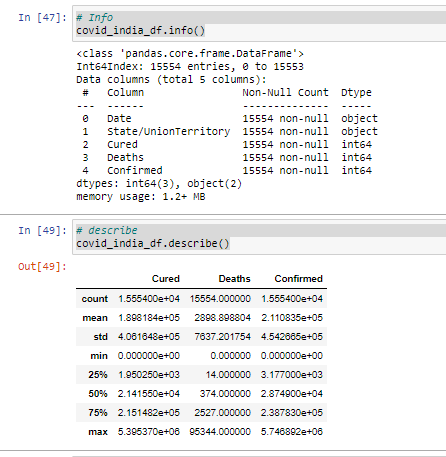 In [47]: # Info
covid_india_df.info()
<class 'pandas.core.frame.DataFrame'>
Int64Index: 15554 entries, 0 to 15553
Data columns (total 5 columns):
# Column Non-Null Count Dtype
--- ------ -------------- -----
0 Date 15554 non-null object
1 State/UnionTerritory 15554 non-null object
2 Cured 15554 non-null int64
3 Deaths 15554 non-null int64
4 Confirmed 15554 non-null int64
dtypes: int64(3), object(2)
memory usage: 1.2+ MB
In [49]: # describe
covid_india_df.describe()
Out[49]:
Cured Deaths Confirmed
count 1.555400e+04 15554.000000 1.555400e+04
mean 1.898184e+05 2898.898804 2.110835e+05
std 4.061648e+05 7637.201754 4.542665e+05
min 0.000000e+00 0.000000 0.000000e+00
25% 1.950250e+03 14.000000 3.177000e+03
50% 2.141550e+04 374.000000 2.874900e+04
75% 2.151482e+05 2527.000000 2.387830e+05
max 5.395370e+06 95344.000000 5.746892e+06